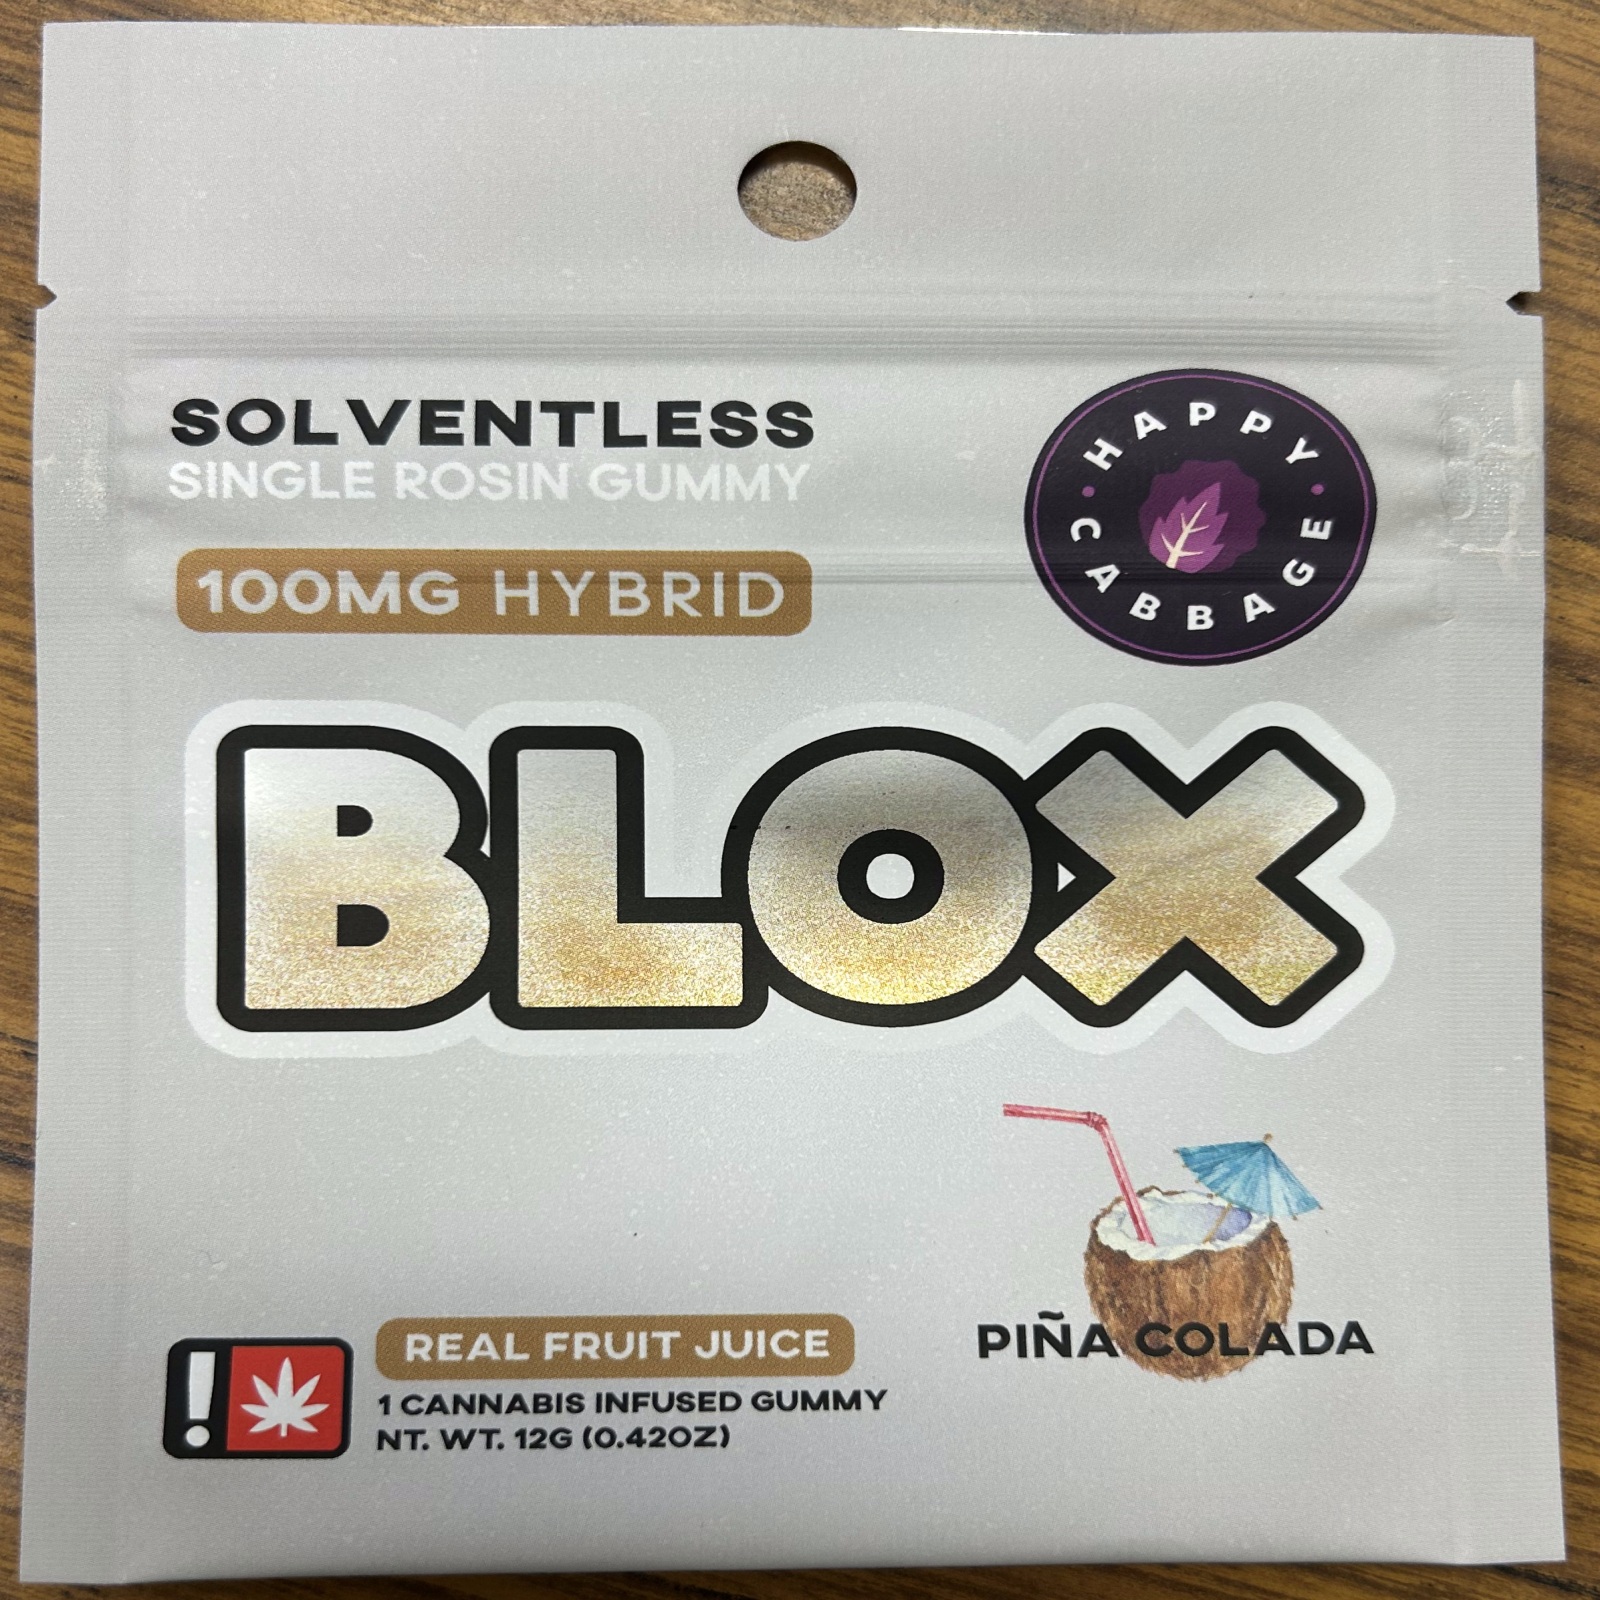 SOLVENTLESS
SINGLE ROSIN GUMMY
100MG HYBRID
HAPPY CABBAGE
BLOX
PIÑA COLADA
REAL FRUIT JUICE
1 CANNABIS INFUSED GUMMY
NT. WT. 12G (0.42OZ)
!